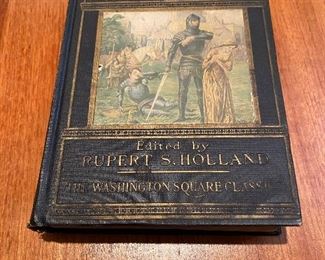 Edited by
RUPERT S. HOLLAND
THE WASHINGTON SQUARE CLASSICS